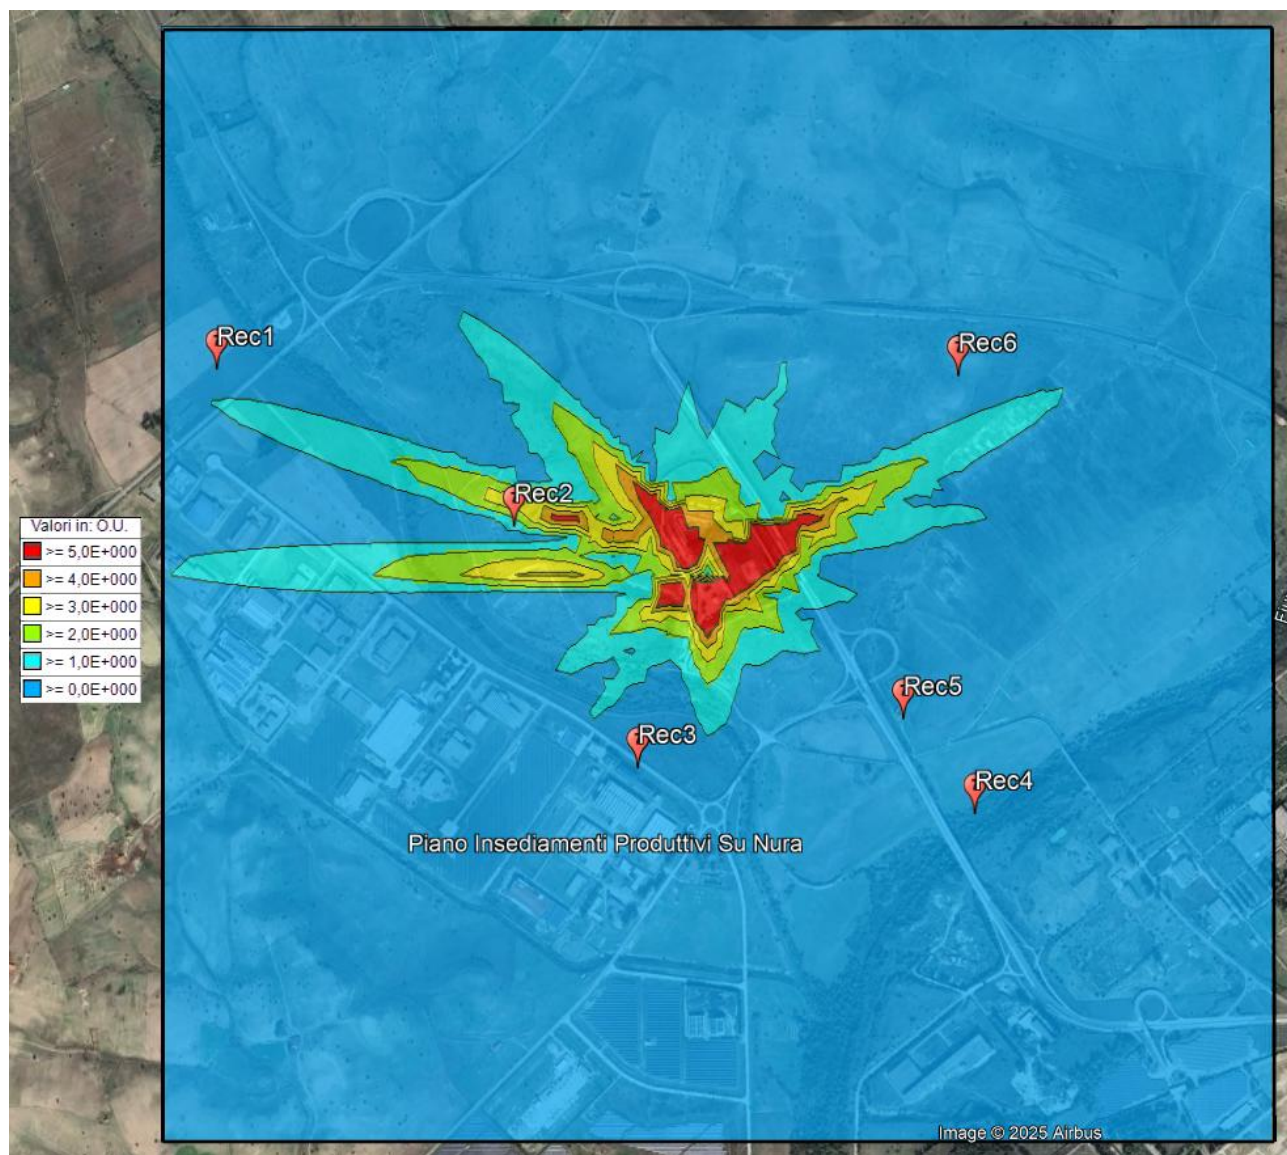 Rec1
Rec6
Rec2
Valori in: O.U.
>= 5,0E+000
>= 4,0E+000
>= 3,0E+000
>= 2,0E+000
>= 1,0E+000
>= 0,0E+000
Rec5
Rec3
Rec4
Piano Insediamenti Produttivi Su Nura
Image © 2025 Airbus